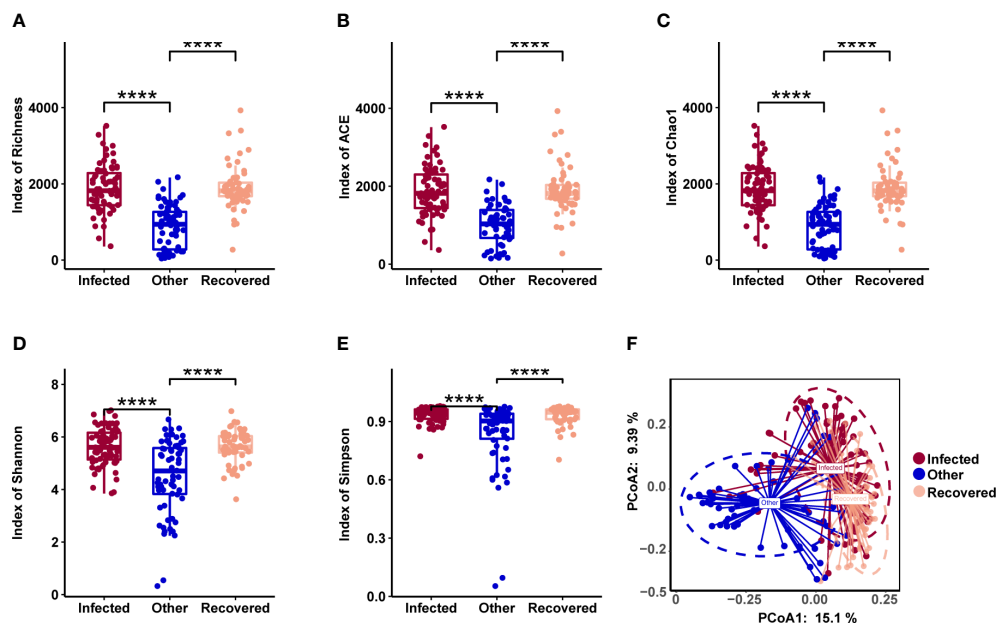 A
B
C
Index of Richness
4000
2000
0
****
****
Infected Other Recovered
Index of ACE
4000
2000
0
****
****
Infected Other Recovered
Index of Chao1
4000
2000
0
****
****
Infected Other Recovered
D
E
F
Index of Shannon
8
6
4
2
0
****
****
Infected Other Recovered
Index of Simpson
0.9
0.6
0.3
0.0
****
****
Infected Other Recovered
PCoA2: 9.39 %
0.2
0.0
−0.2
−0.5
0
−0.25
0.00
0.25
PCoA1: 15.1 %
Infected
Other
Recovered
Infected
Other
Recovered